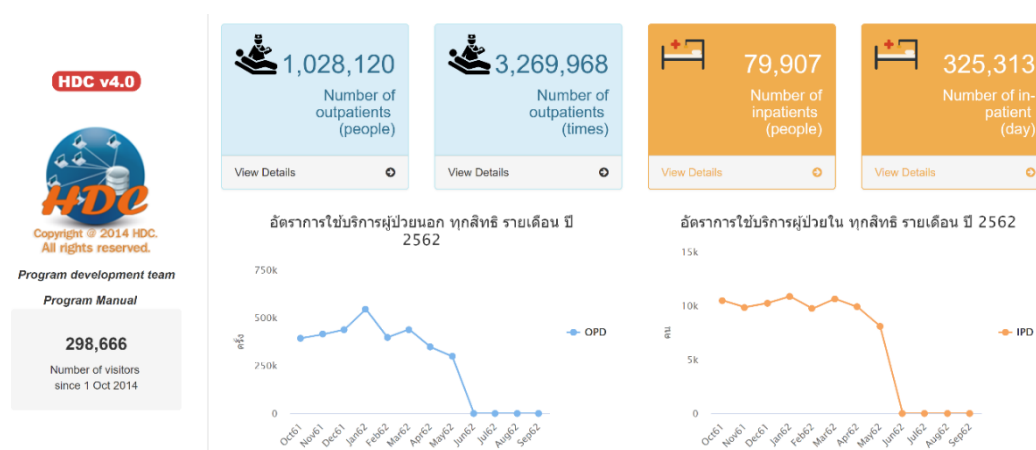 HDC v4.0
HDC
Copyright @ 2014 HDC.
All rights reserved.
Program development team
Program Manual
298,666
Number of visitors
since 1 Oct 2014
1,028,120
Number of
outpatients
(people)
View Details
3,269,968
Number of
outpatients
(times)
View Details
79,907
Number of
inpatients
(people)
View Details
325,313
Number of in-
patient
(day)
View Details
อัตราการใช้บริการผู้ป่วยนอก ทุกสิทธิ รายเดือน ปี
2562
750k
500k
250k
0
ครั้ง
Oct61 Nov61 Dec61 Jan62 Feb62 Mar62 Apr62 May62 Jun62 Jul62 Aug62 Sep62
OPD
อัตราการใช้บริการผู้ป่วยใน ทุกสิทธิ รายเดือน ปี 2562
15k
10k
5k
0
คน
Oct61 Nov61 Dec61 Jan62 Feb62 Mar62 Apr62 May62 Jun62 Jul62 Aug62 Sep62
IPD